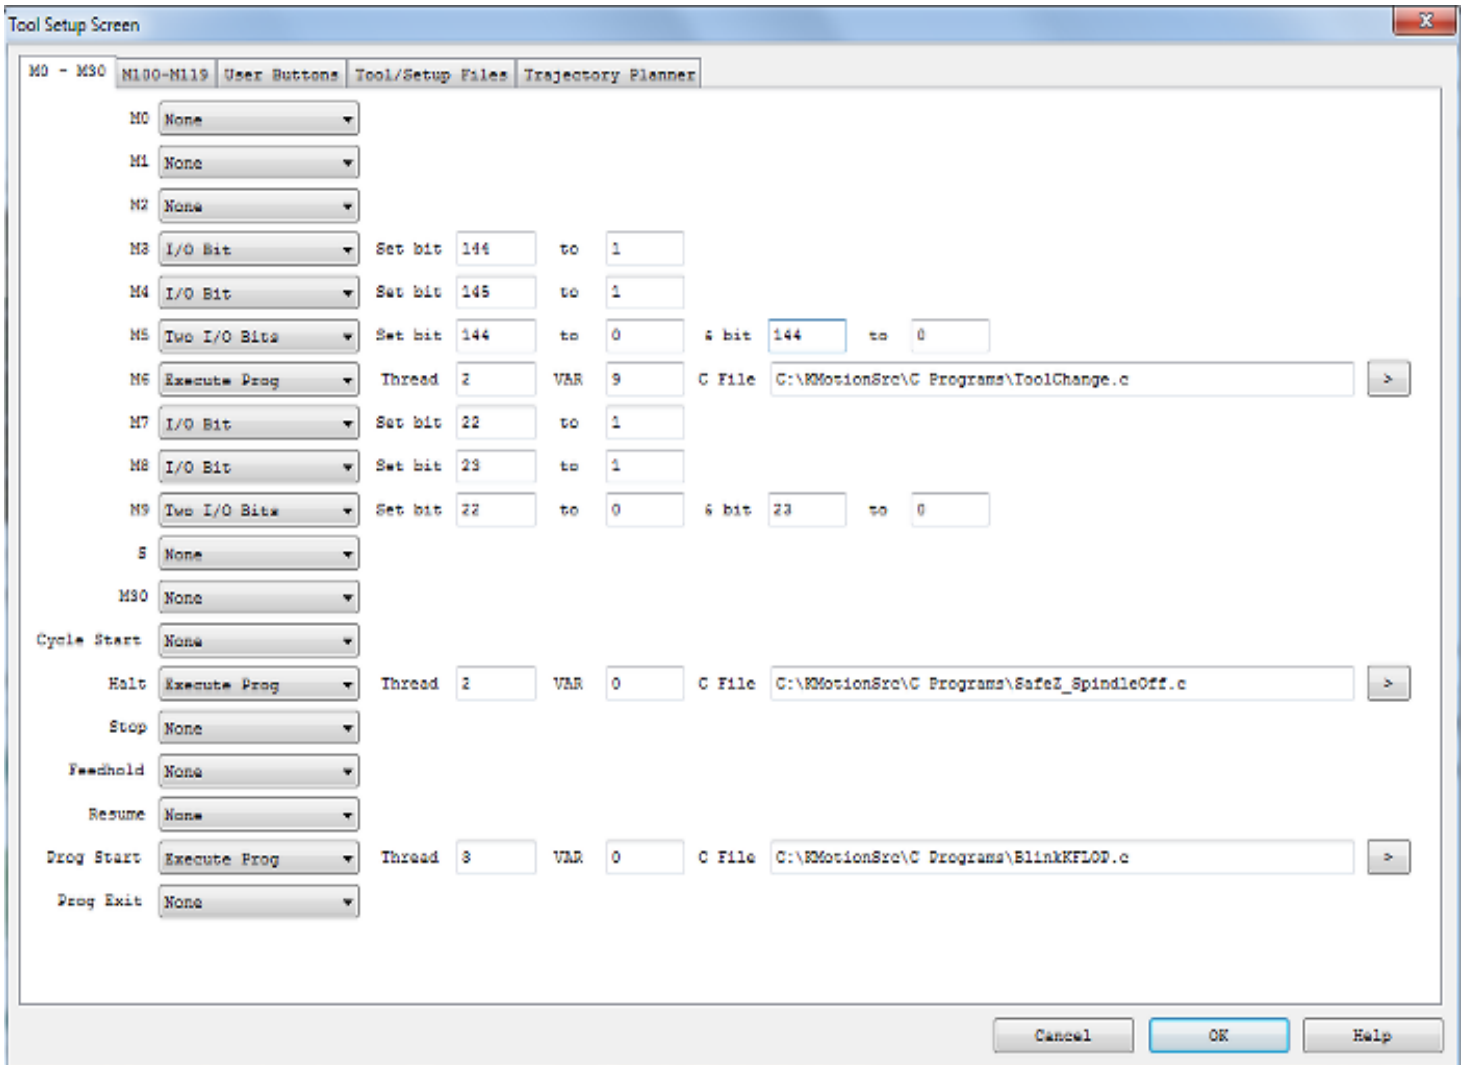 Tool Setup Screen
M0 - M30 M100-M119 User Buttons Tool/Setup Files Trajectory Planner
M0 None
M1 None
M2 None
M3 I/O Bit Set bit 144 to 1
M4 I/O Bit Set bit 145 to 1
M5 Two I/O Bits Set bit 144 to 0 & bit 144 to 0
M6 Execute Prog Thread 2 VAR 9 C File C:\KMotionSrc\C Programs\ToolChange.c >
M7 I/O Bit Set bit 22 to 1
M8 I/O Bit Set bit 23 to 1
M9 Two I/O Bits Set bit 22 to 0 & bit 23 to 0
S None
M30 None
Cycle Start None
Halt Execute Prog Thread 2 VAR 0 C File C:\KMotionSrc\C Programs\SafeZ_SpindleOff.c >
Stop None
Feedhold None
Resume None
Prog Start Execute Prog Thread 3 VAR 0 C File C:\KMotionSrc\C Programs\BlinkKFLOP.c >
Prog Exit None
Cancel OK Help